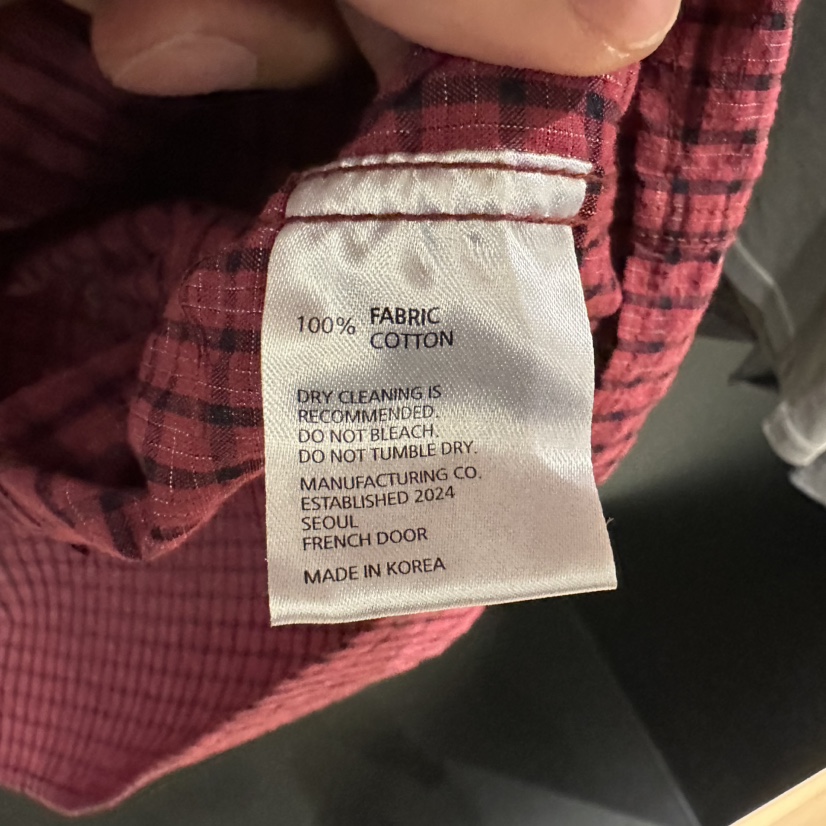 100% FABRIC
COTTON
DRY CLEANING IS
RECOMMENDED.
DO NOT BLEACH.
DO NOT TUMBLE DRY.
MANUFACTURING CO.
ESTABLISHED 2024
SEOUL
FRENCH DOOR
MADE IN KOREA